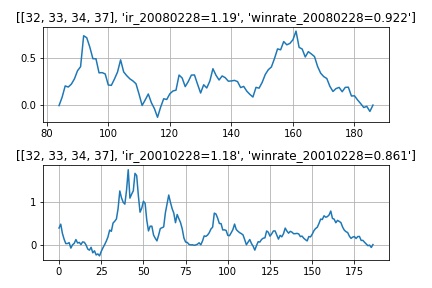 [[32, 33, 34, 37], 'ir_20080228=1.19', 'winrate_20080228=0.922']
0.5
0.0
80 100 120 140 160 180
[[32, 33, 34, 37], 'ir_20010228=1.18', 'winrate_20010228=0.861']
1
0
0 25 50 75 100 125 150 175